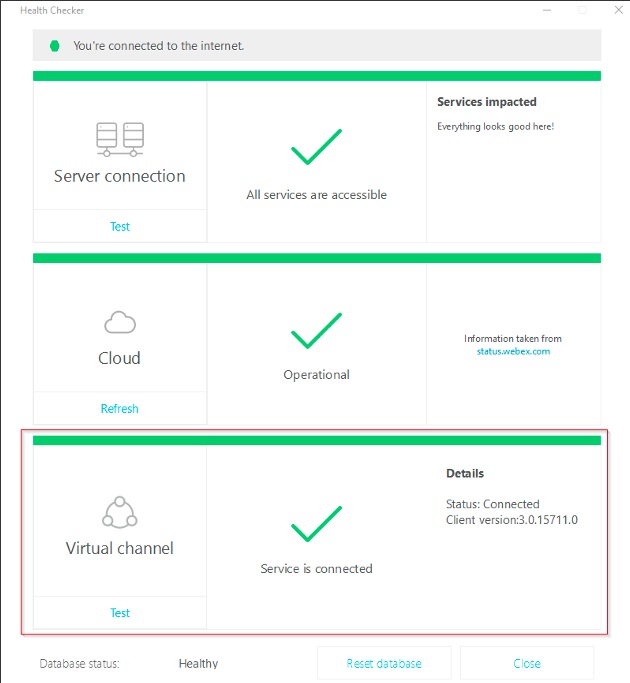 Health Checker
You're connected to the internet.
Server connection
Test
All services are accessible
Services impacted
Everything looks good here!
Cloud
Refresh
Operational
Information taken from
status.webex.com
Virtual channel
Test
Service is connected
Details
Status: Connected
Client version:3.0.15711.0
Database status: Healthy
Reset database
Close